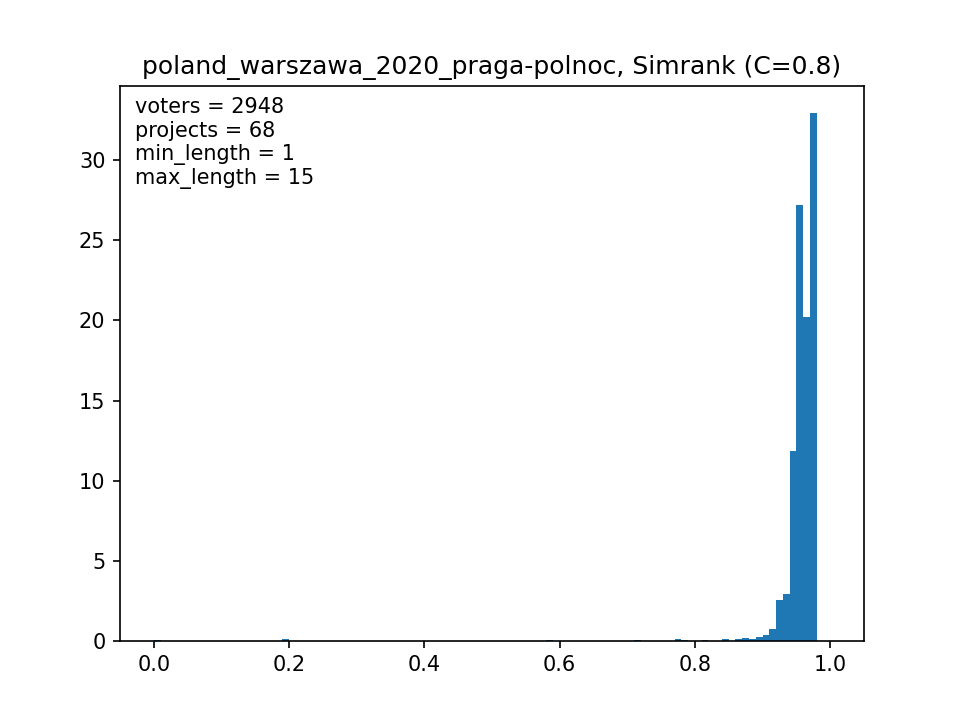 poland_warszawa_2020_praga-polnoc, Simrank (C=0.8)
voters = 2948
projects = 68
min_length = 1
max_length = 15
30
25
20
15
10
5
0
0.0 0.2 0.4 0.6 0.8 1.0